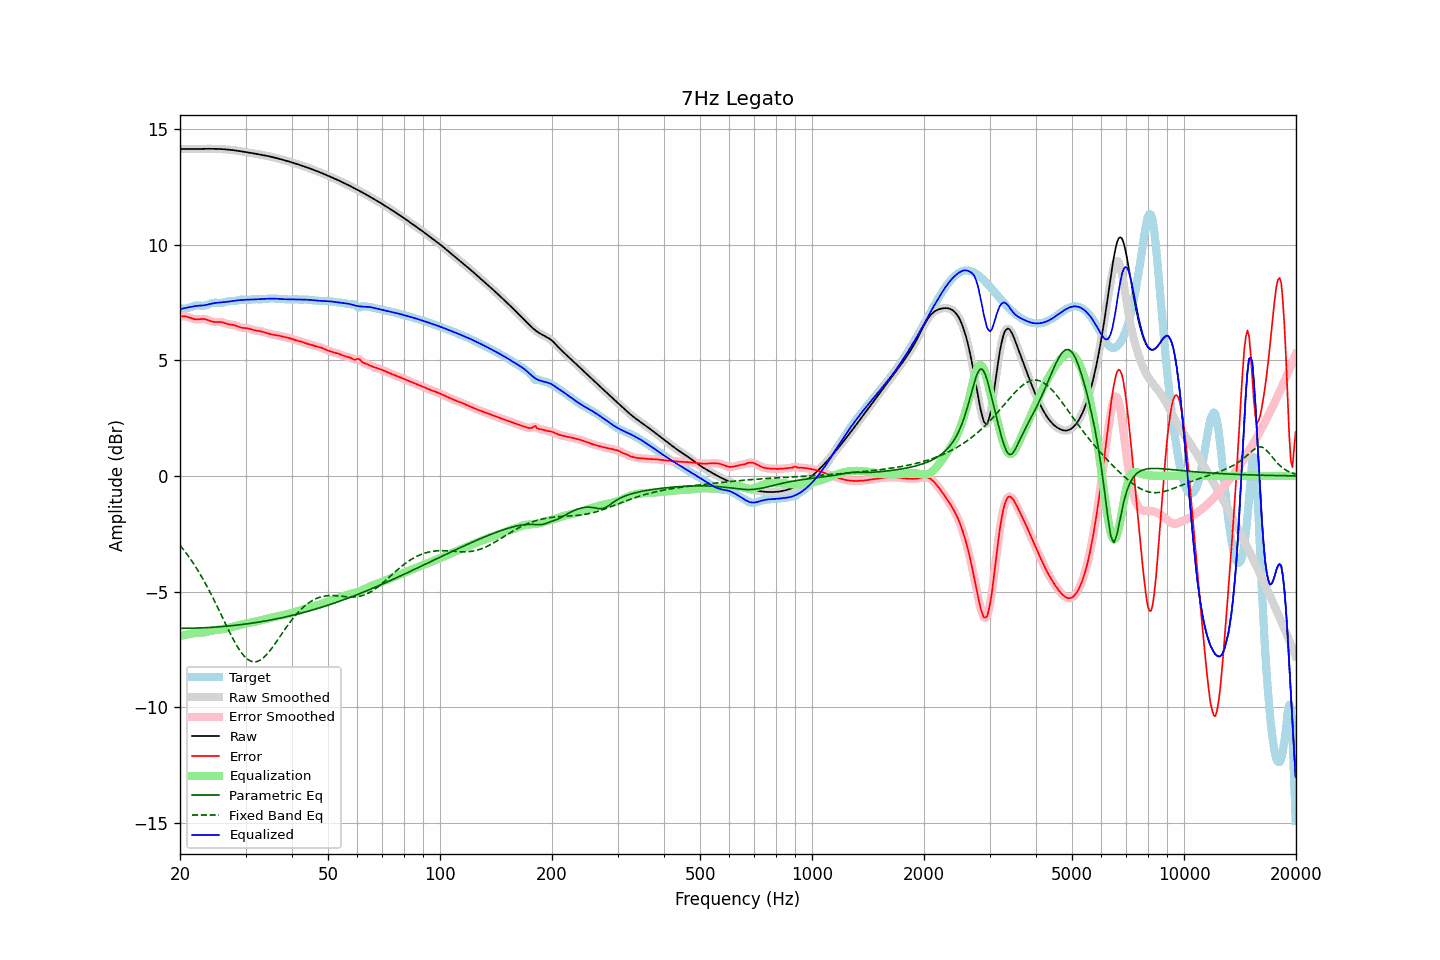 7Hz Legato
15
10
5
0
−5
−10
−15
Amplitude (dBr)
Target
Raw Smoothed
Error Smoothed
Raw
Error
Equalization
Parametric Eq
Fixed Band Eq
Equalized
20 50 100 200 500 1000 2000 5000 10000 20000
Frequency (Hz)